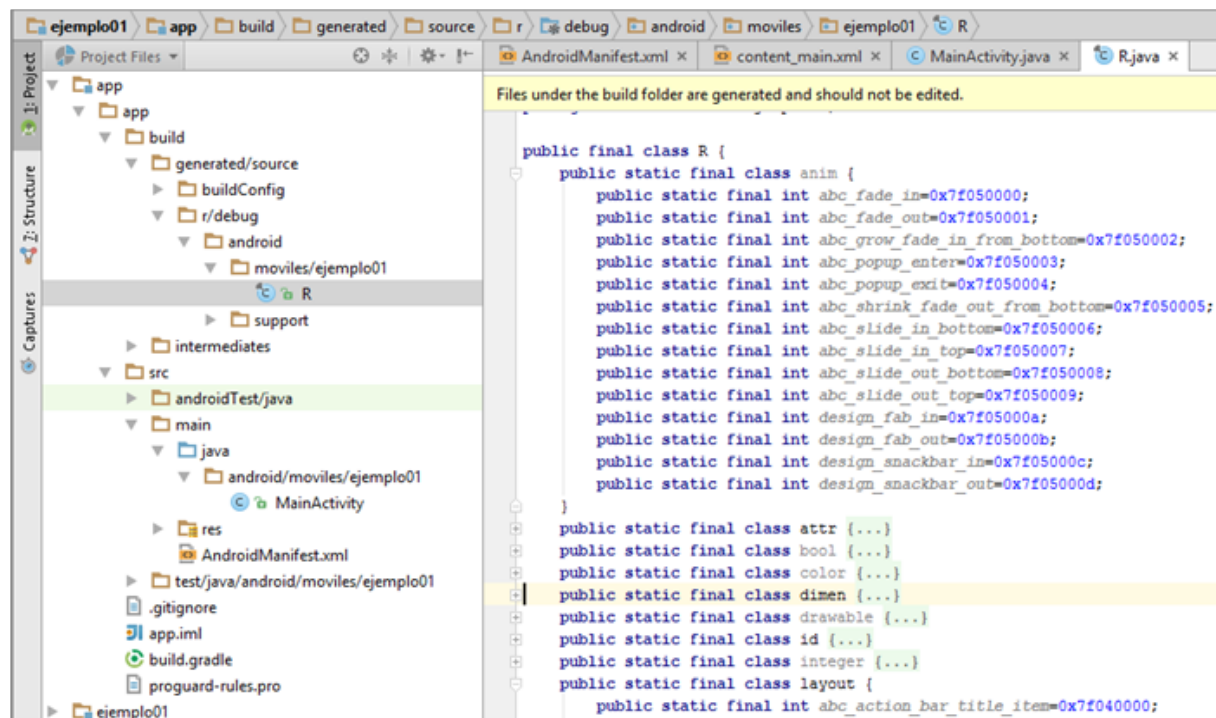 ejemplo01 app build generated source r debug android moviles ejemplo01 R
Project Files
AndroidManifest.xml × content_main.xml × MainActivity.java × R.java ×
1: Project
7: Structure
Captures
app
app
build
generated/source
buildConfig
r/debug
android
moviles/ejemplo01
R
support
intermediates
src
androidTest/java
main
java
android/moviles/ejemplo01
MainActivity
res
AndroidManifest.xml
test/java/android/moviles/ejemplo01
.gitignore
app.iml
build.gradle
proguard-rules.pro
ejemplo01
Files under the build folder are generated and should not be edited.
public final class R {
public static final class anim {
public static final int abc_fade_in=0x7f050000;
public static final int abc_fade_out=0x7f050001;
public static final int abc_grow_fade_in_from_bottom=0x7f050002;
public static final int abc_popup_enter=0x7f050003;
public static final int abc_popup_exit=0x7f050004;
public static final int abc_shrink_fade_out_from_bottom=0x7f050005;
public static final int abc_slide_in_bottom=0x7f050006;
public static final int abc_slide_in_top=0x7f050007;
public static final int abc_slide_out_bottom=0x7f050008;
public static final int abc_slide_out_top=0x7f050009;
public static final int design_fab_in=0x7f05000a;
public static final int design_fab_out=0x7f05000b;
public static final int design_snackbar_in=0x7f05000c;
public static final int design_snackbar_out=0x7f05000d;
}
public static final class attr {...}
public static final class bool {...}
public static final class color {...}
public static final class dimen {...}
public static final class drawable {...}
public static final class id {...}
public static final class integer {...}
public static final class layout {
public static final int abc_action_bar_title_item=0x7f040000;